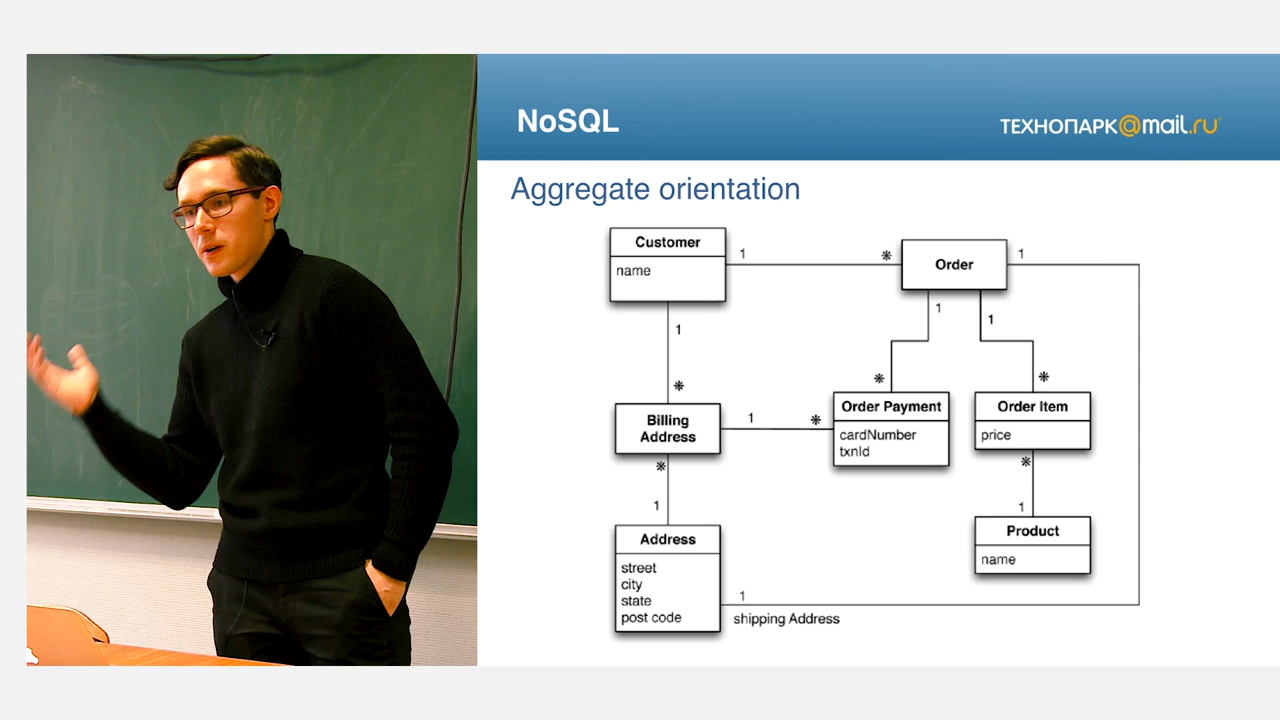 NoSQL
ТЕХНОПАРК@mail.ru
Aggregate orientation
Customer
name
1
*
Order
1
1
*
1
*
1
*
Billing
Address
1
*
Order Payment
cardNumber
txnId
Order Item
price
*
1
Address
street
city
state
post code
*
1
Product
name
1
shipping Address